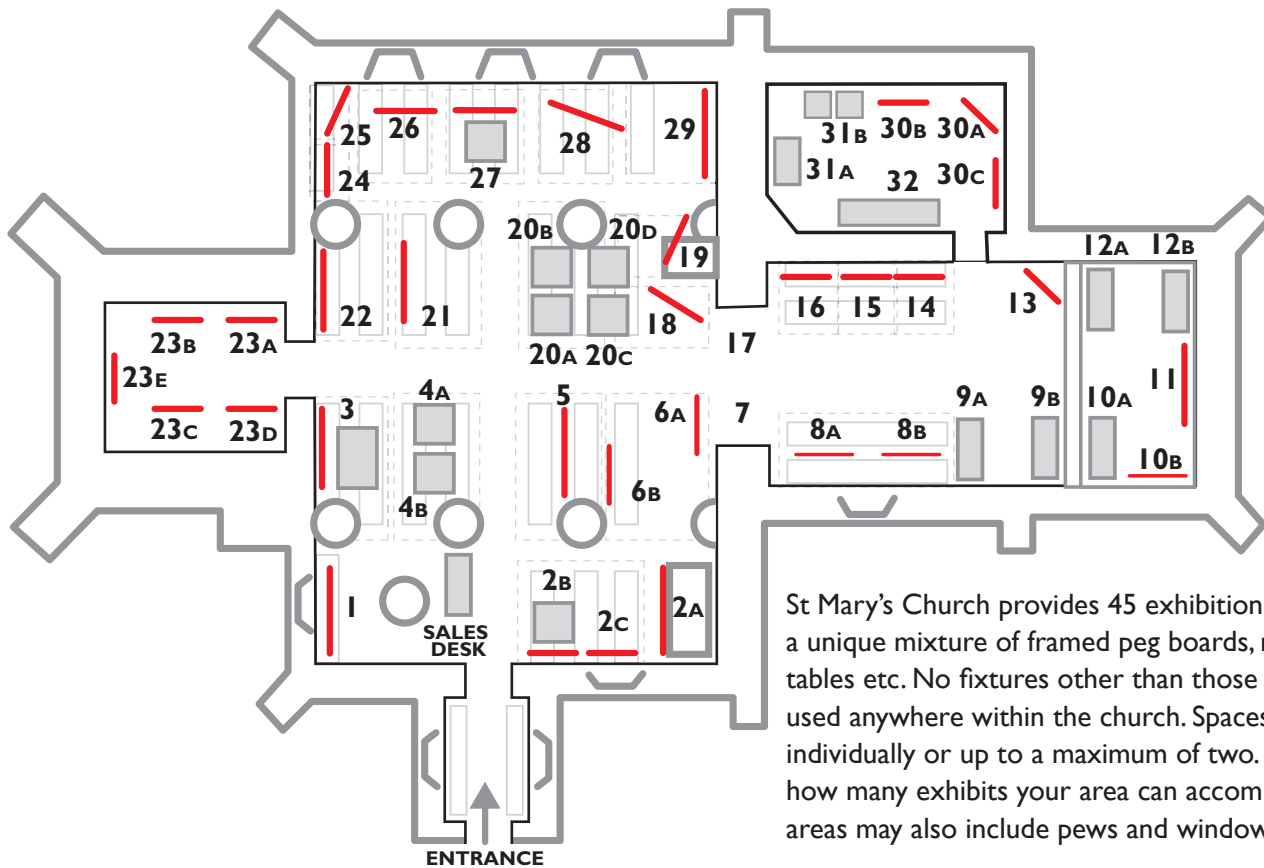 25
26
27
28
29
31B
30B
30A
31A
32
30C
24
20B
20D
19
12A
12B
22
21
18
16
15
14
13
23B
23A
20A
20C
17
23E
11
23C
23D
3
4A
5
6A
7
9A
9B
10A
8A
8B
4B
6B
10B
1
2B
2C
2A
SALES
DESK
ENTRANCE
St Mary's Church provides 45 exhibition
a unique mixture of framed peg boards,
tables etc. No fixtures other than those
used anywhere within the church. Spaces
individually or up to a maximum of two.
how many exhibits your area can
areas may also include pews and